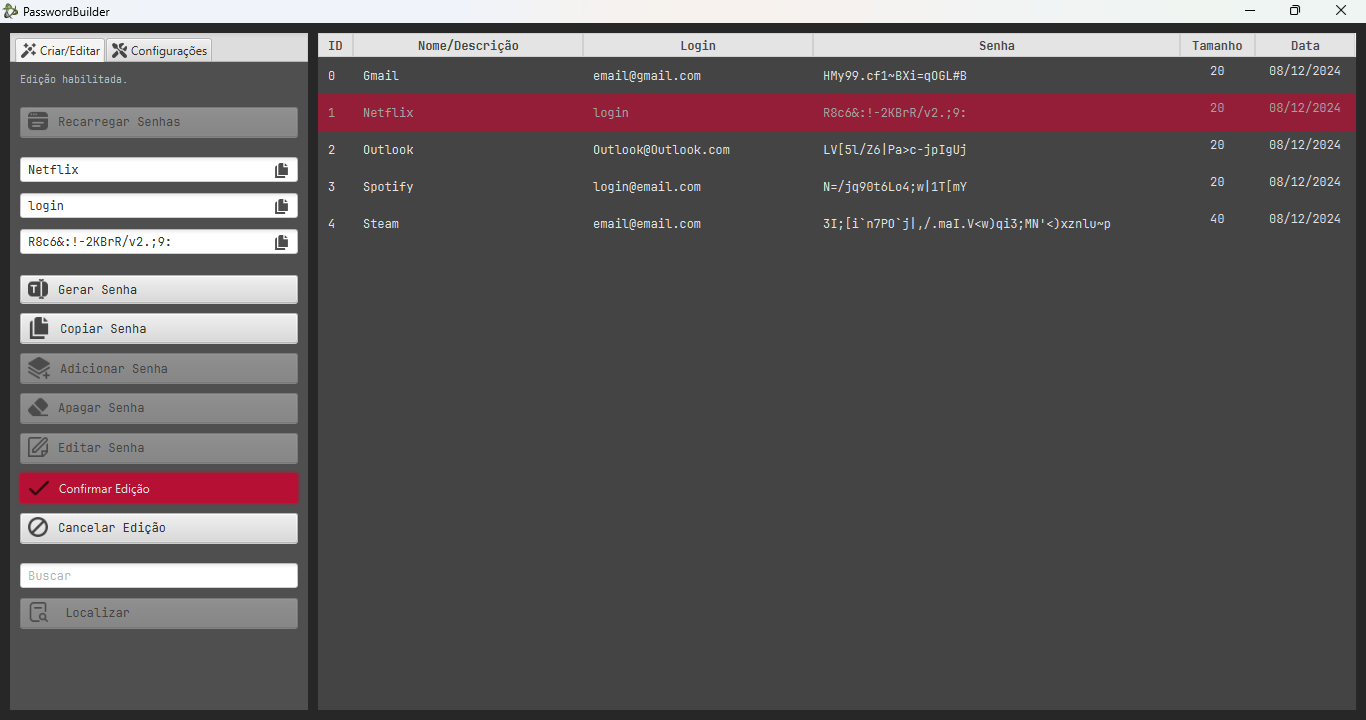 PasswordBuilder
Criar/Editar Configurações
Edição habilitada.
Recarregar Senhas
Netflix
login
R8c6&:!-2KBrR/v2.;9:
Gerar Senha
Copiar Senha
Adicionar Senha
Apagar Senha
Editar Senha
Confirmar Edição
Cancelar Edição
Buscar
Localizar
ID Nome/Descrição Login Senha Tamanho Data
0 Gmail email@gmail.com HMy99.cf1~BXi=qOGL#B 20 08/12/2024
1 Netflix login R8c6&:!-2KBrR/v2.;9: 20 08/12/2024
2 Outlook Outlook@Outlook.com LV[5l/Z6|Pa>c-jpIgUj 20 08/12/2024
3 Spotify login@email.com N=/jq90t6Lo4;w|1T[mY 20 08/12/2024
4 Steam email@email.com 3I;[i`n7PO`j|,/.maI.V<w)qi3;MN'<)xznlu~p 40 08/12/2024